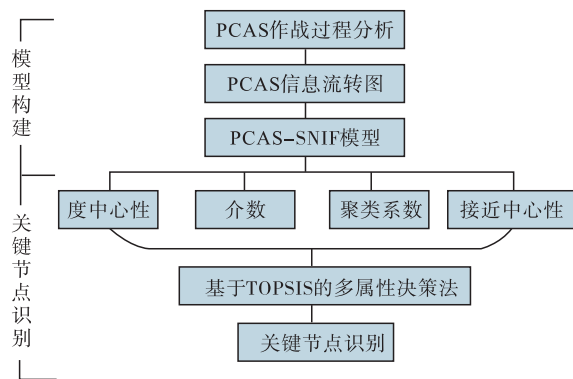 模型构建
PCAS作战过程分析
PCAS信息流转图
PCAS-SNIF模型
关键节点识别
度中心性
介数
聚类系数
接近中心性
基于TOPSIS的多属性决策法
关键节点识别